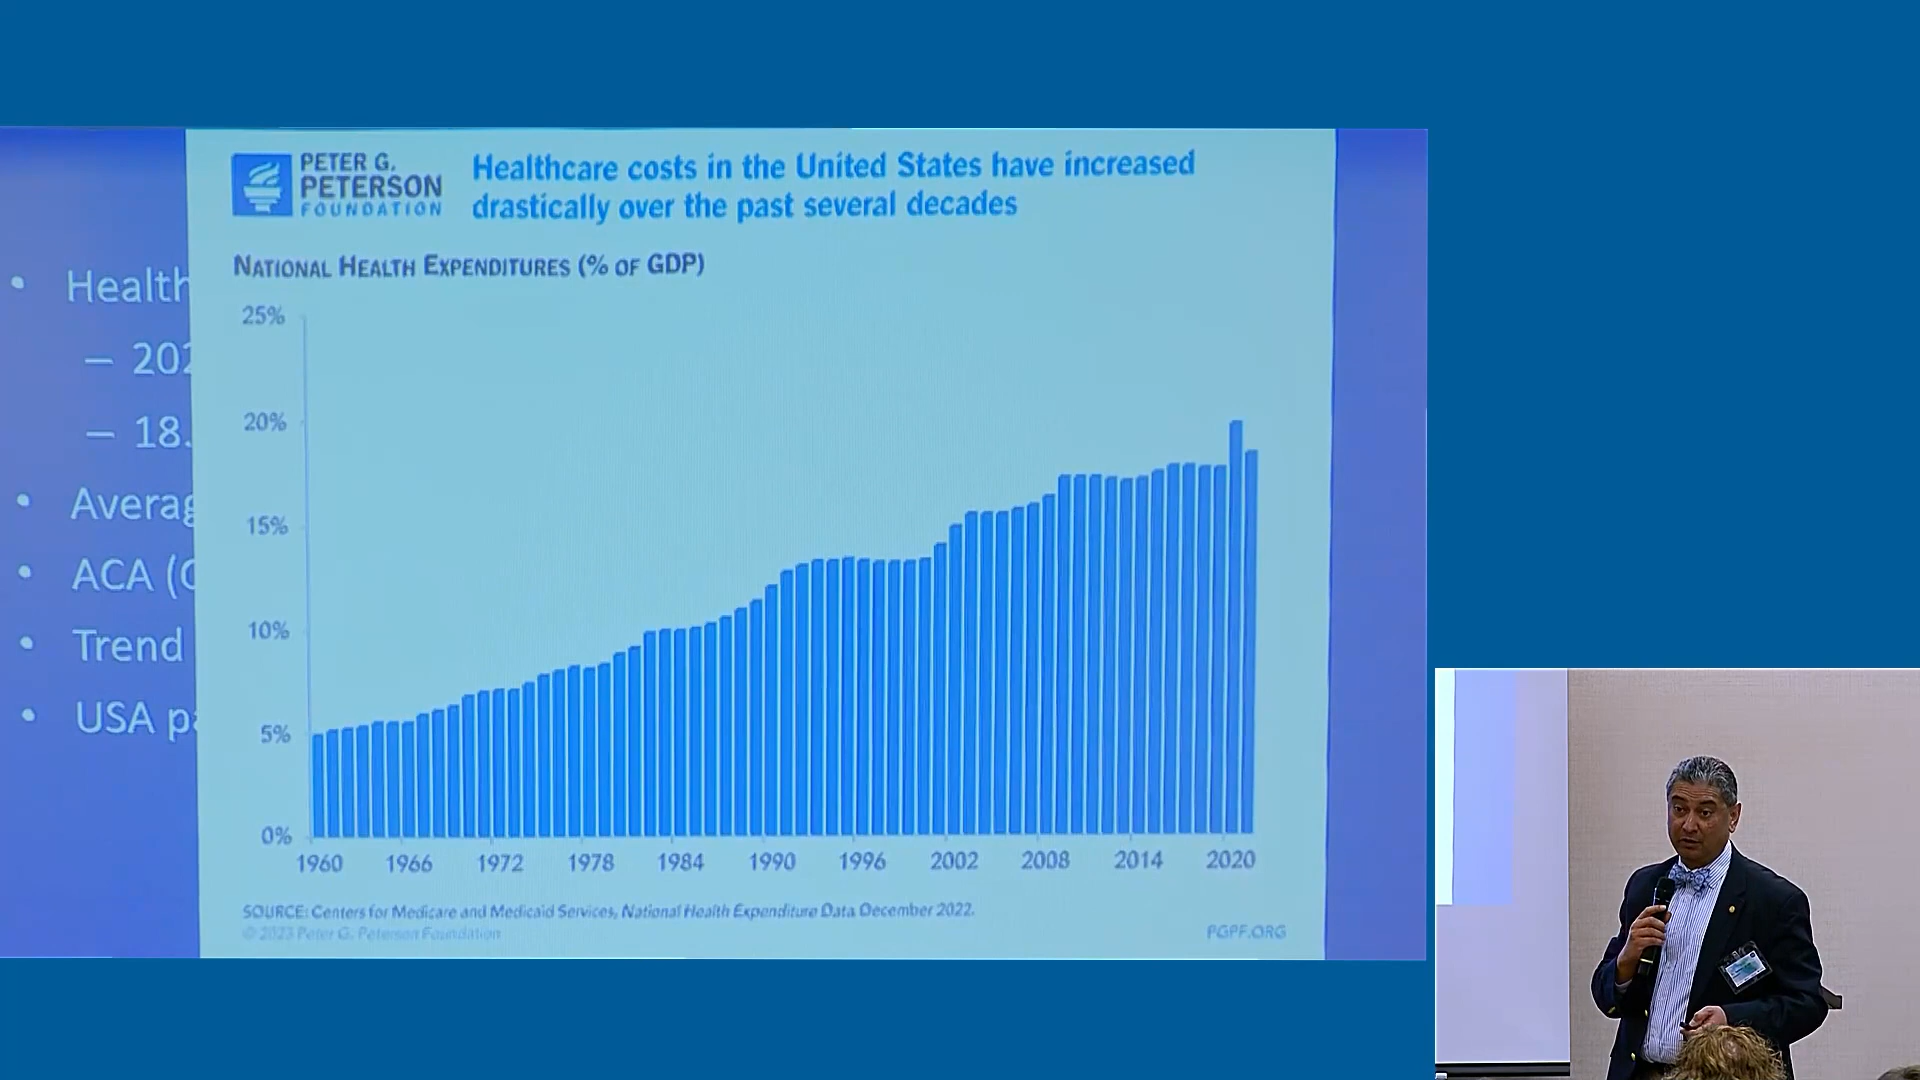 PETER G.
PETERSON
FOUNDATION
Healthcare costs in the United States have increased
drastically over the past several decades
NATIONAL HEALTH EXPENDITURES (% OF GDP)
25%
20%
15%
10%
5%
0%
1960 1966 1972 1978 1984 1990 1996 2002 2008 2014 2020
SOURCE: Centers for Medicare and Medicaid Services, National Health Expenditure Data December 2022.
© 2023 Peter G. Peterson Foundation
PGPF.ORG
• Health
– 202
– 18.
• Averag
• ACA (
• Trend
• USA pa